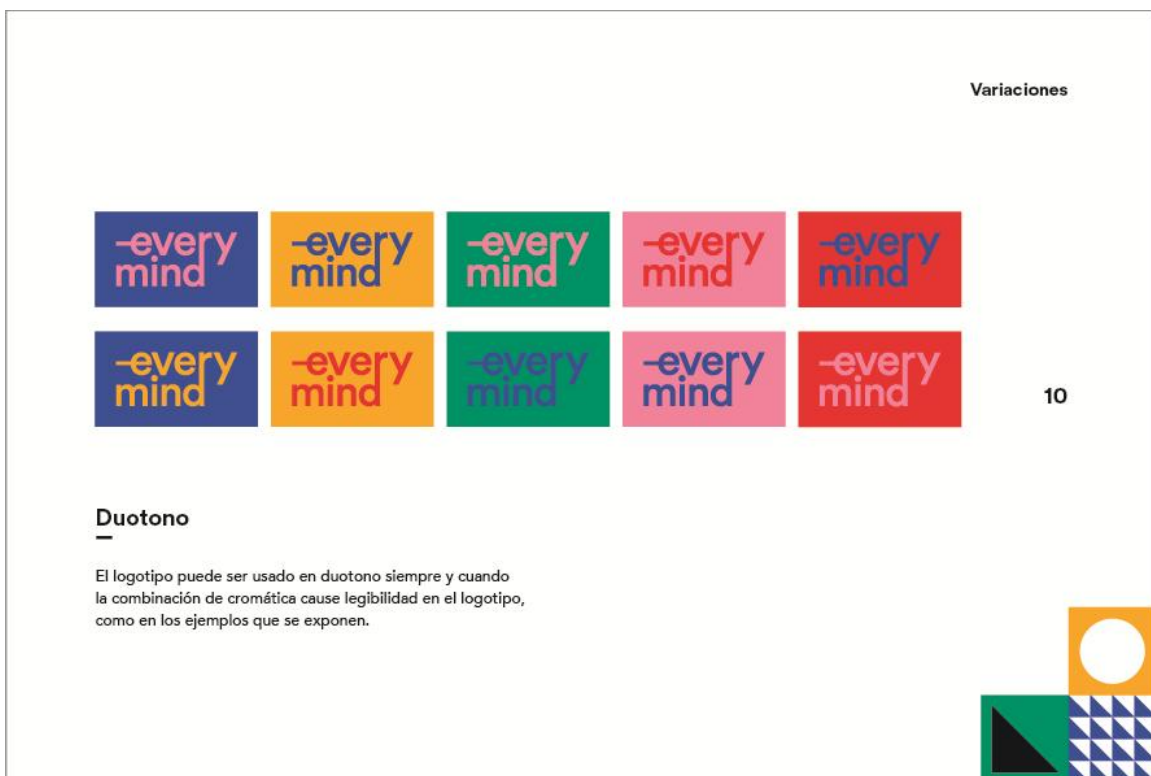 Variaciones
every
mind
every
mind
every
mind
every
mind
every
mind
every
mind
every
mind
every
mind
every
mind
every
mind
10
Duotono
El logotipo puede ser usado en duotono siempre y cuando
la combinación de cromática cause legibilidad en el logotipo,
como en los ejemplos que se exponen.